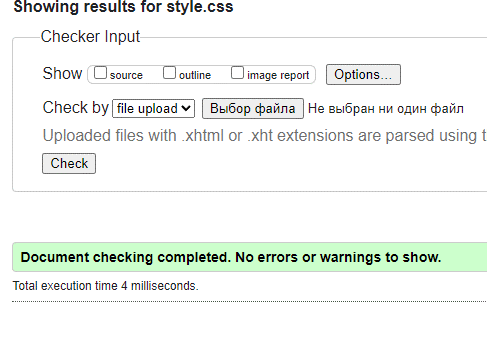 Showing results for style.css
Checker Input
Show source outline image report Options...
Check by file upload Выбор файла Не выбран ни один файл
Uploaded files with .xhtml or .xht extensions are parsed using t
Check
Document checking completed. No errors or warnings to show.
Total execution time 4 milliseconds.